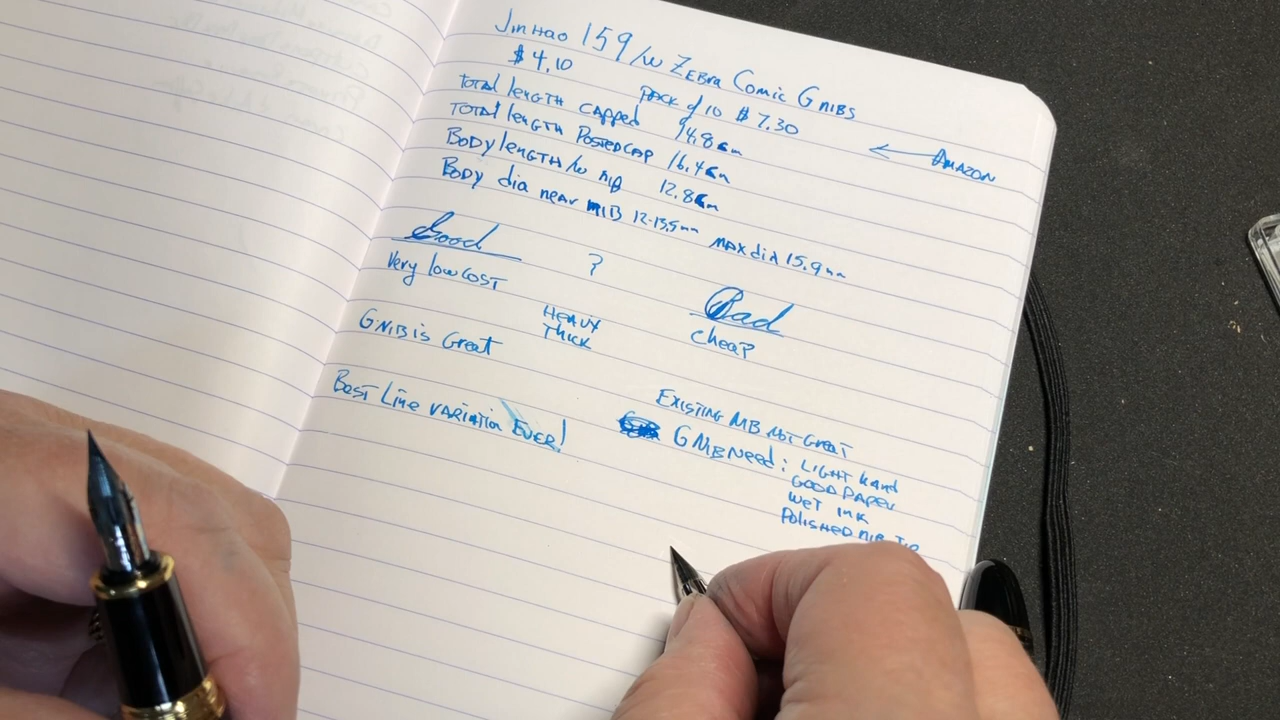 JinHao 159/w Zebra Comic G NIBS
$4.10 Pack of 10 $7.30
Total length capped 14.8cm
Total length Posted cap 16.4cm
← Amazon
Body length/w nib 12.8cm
Body dia near NIB 12-13.5mm MAX dia 15.9mm
Good ? Bad
Very low cost Heavy Thick cheap
G NIB is Great
Best Line variation Ever!
Existing NIB Not Great
G NIB Need: Light hand
Good Paper
Wet Ink
Polished nib